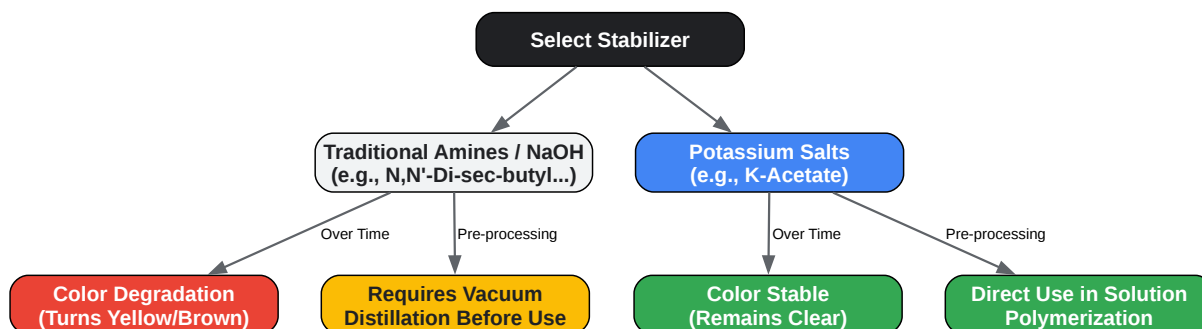 Select Stabilizer
Traditional Amines / NaOH
(e.g., N,N'-Di-sec-butyl...)
Potassium Salts
(e.g., K-Acetate)
Over Time
Pre-processing
Over Time
Pre-processing
Color Degradation
(Turns Yellow/Brown)
Requires Vacuum
Distillation Before Use
Color Stable
(Remains Clear)
Direct Use in Solution
Polymerization